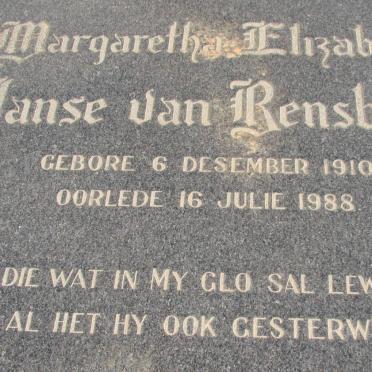 Margaretha Elizab
Janse van Rensb
GEBORE 6 DESEMBER 1910
OORLEDE 16 JULIE 1988
DIE WAT IN MY GLO SAL LEW
AL HET HY OOK GESTERW